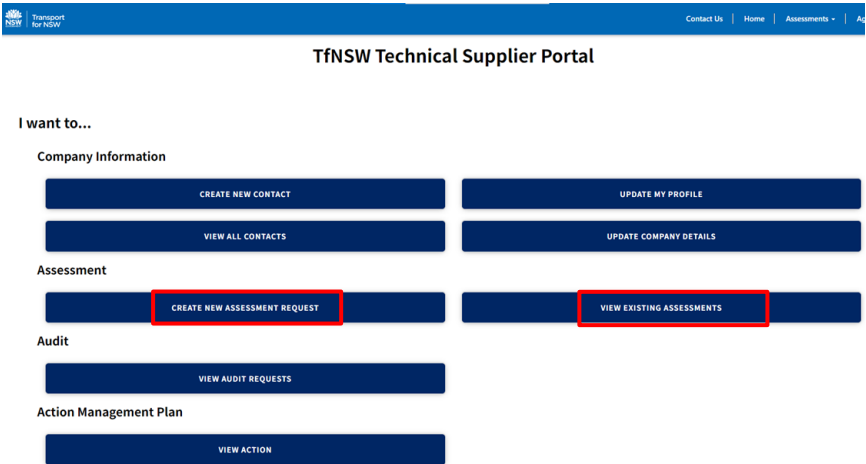 NSW
Transport
for NSW
Contact Us
Home
Assessments
TfNSW Technical Supplier Portal
I want to...
Company Information
CREATE NEW CONTACT
UPDATE MY PROFILE
VIEW ALL CONTACTS
UPDATE COMPANY DETAILS
Assessment
CREATE NEW ASSESSMENT REQUEST
VIEW EXISTING ASSESSMENTS
Audit
VIEW AUDIT REQUESTS
Action Management Plan
VIEW ACTION